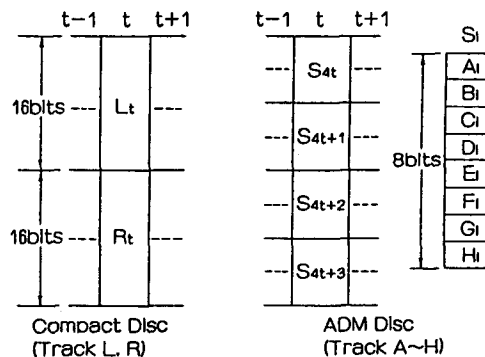 t−1 t t+1
16bits Lt
16bits Rt
Compact Disc
(Track L, R)
t−1 t t+1
S4t
S4t+1
S4t+2
S4t+3
ADM Disc
(Track A~H)
Si
8bits
Ai
Bi
Ci
Di
Ei
Fi
Gi
Hi